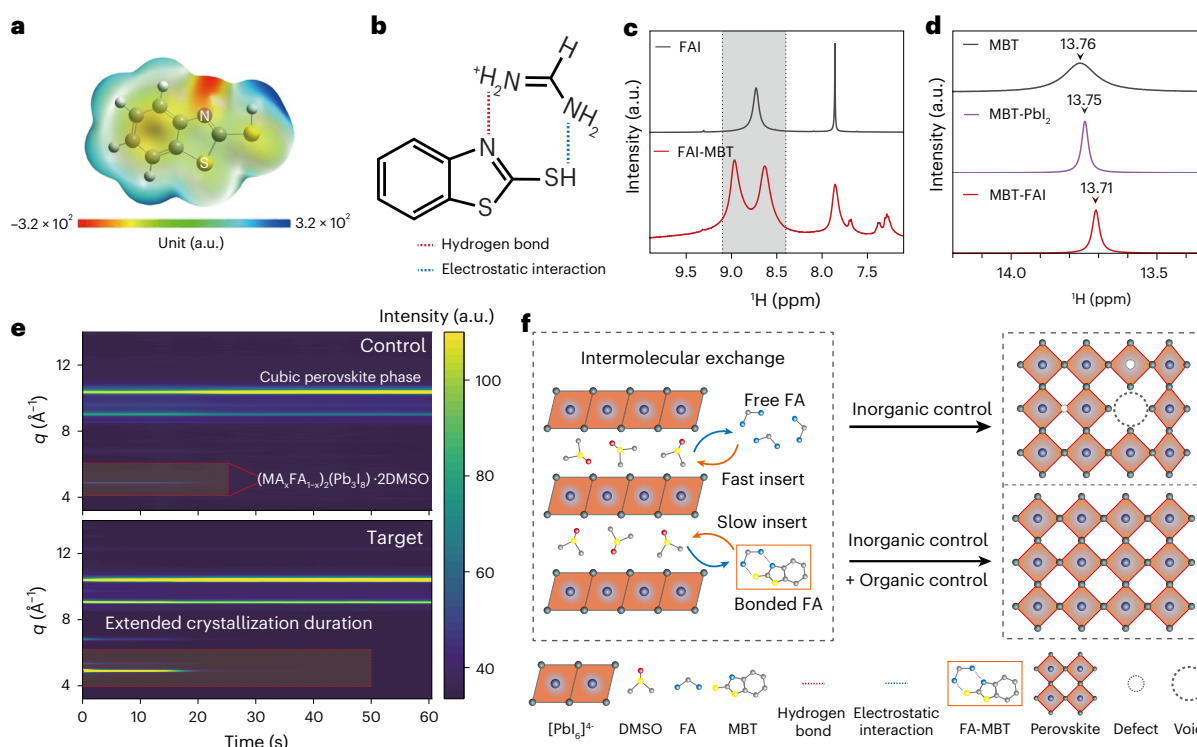 a
N
S
−3.2 × 10²
3.2 × 10²
Unit (a.u.)
b
H
⁺H₂N
NH₂
N
SH
S
Hydrogen bond
Electrostatic interaction
c
FAI
FAI-MBT
Intensity (a.u.)
9.5 9.0 8.5 8.0 7.5
¹H (ppm)
d
MBT
13.76
MBT-PbI₂
13.75
MBT-FAI
13.71
Intensity (a.u.)
14.0 13.5
¹H (ppm)
e
Intensity (a.u.)
Control
Cubic perovskite phase
(MAₓFA₁₋ₓ)₂(Pb₃I₈)·2DMSO
12
8
4
q (Å⁻¹)
Target
Extended crystallization duration
12
8
4
q (Å⁻¹)
0 10 20 30 40 50 60
Time (s)
100
80
60
40
f
Intermolecular exchange
Free FA
Fast insert
Slow insert
Bonded FA
Inorganic control
Inorganic control
+ Organic control
[PbI₆]⁴⁻
DMSO
FA
MBT
Hydrogen
bond
Electrostatic
interaction
FA-MBT
Perovskite
Defect
Void